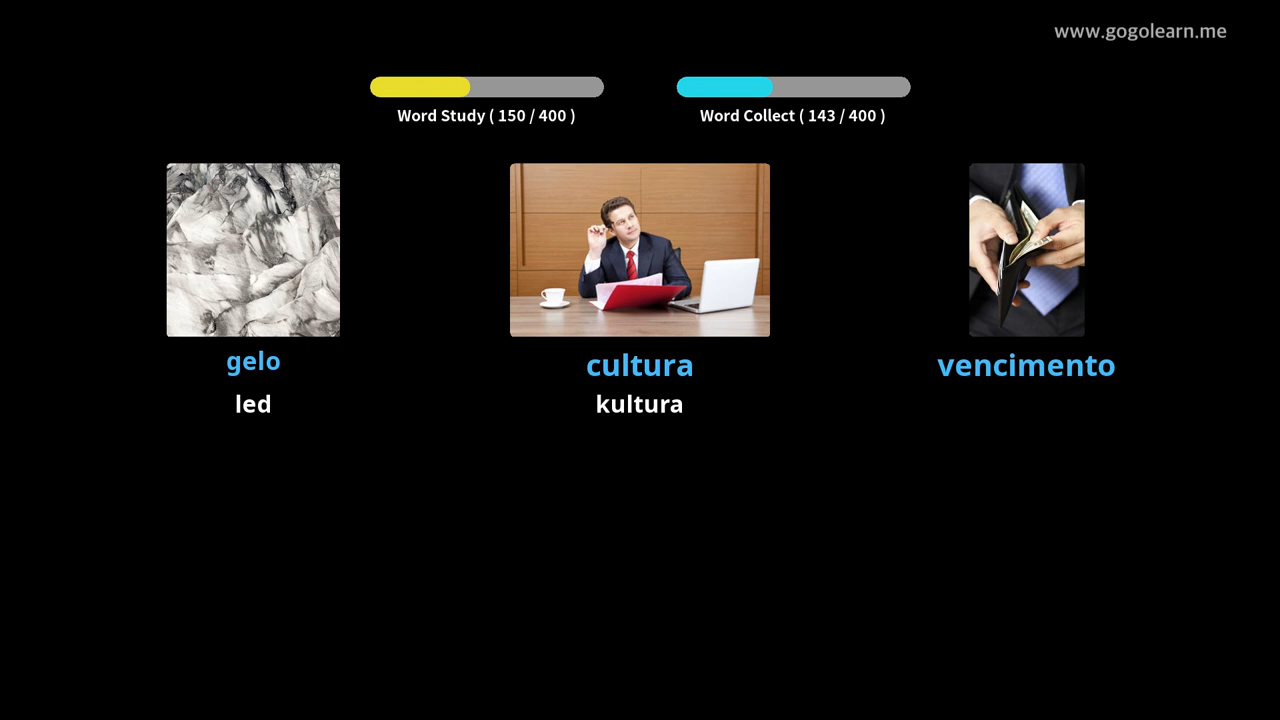 www.gogolearn.me
Word Study ( 150 / 400 )
Word Collect ( 143 / 400 )
gelo
led
cultura
kultura
vencimento